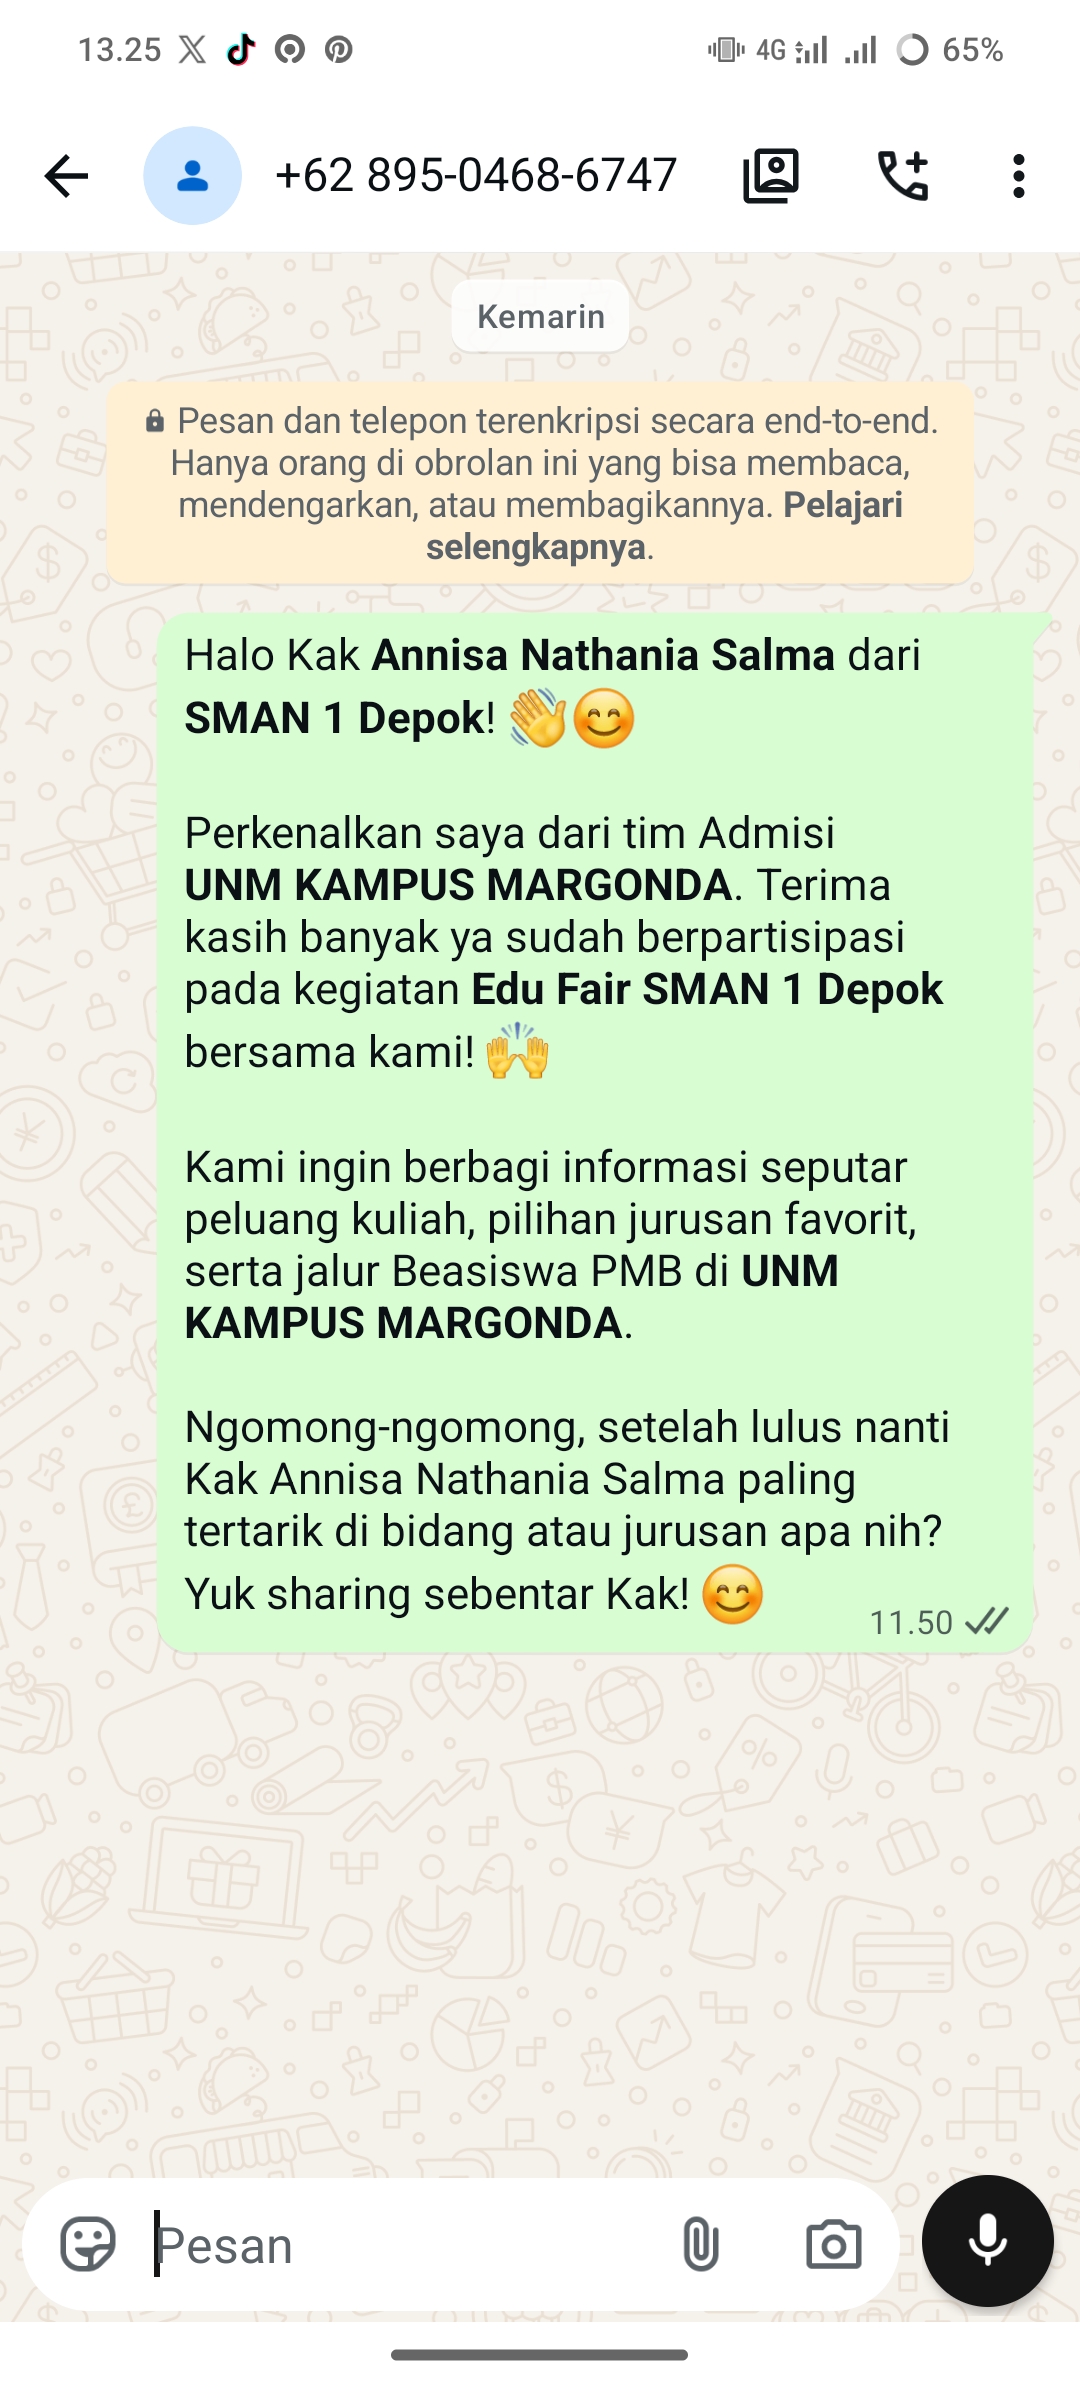 13.25 4G 65%
+62 895-0468-6747
Kemarin
Pesan dan telepon terenkripsi secara end-to-end.
Hanya orang di obrolan ini yang bisa membaca,
mendengarkan, atau membagikannya. Pelajari
selengkapnya.
Halo Kak Annisa Nathania Salma dari
SMAN 1 Depok! 👋😊
Perkenalkan saya dari tim Admisi
UNM KAMPUS MARGONDA. Terima
kasih banyak ya sudah berpartisipasi
pada kegiatan Edu Fair SMAN 1 Depok
bersama kami! 🙌
Kami ingin berbagi informasi seputar
peluang kuliah, pilihan jurusan favorit,
serta jalur Beasiswa PMB di UNM
KAMPUS MARGONDA.
Ngomong-ngomong, setelah lulus nanti
Kak Annisa Nathania Salma paling
tertarik di bidang atau jurusan apa nih?
Yuk sharing sebentar Kak! 😊
11.50
Pesan